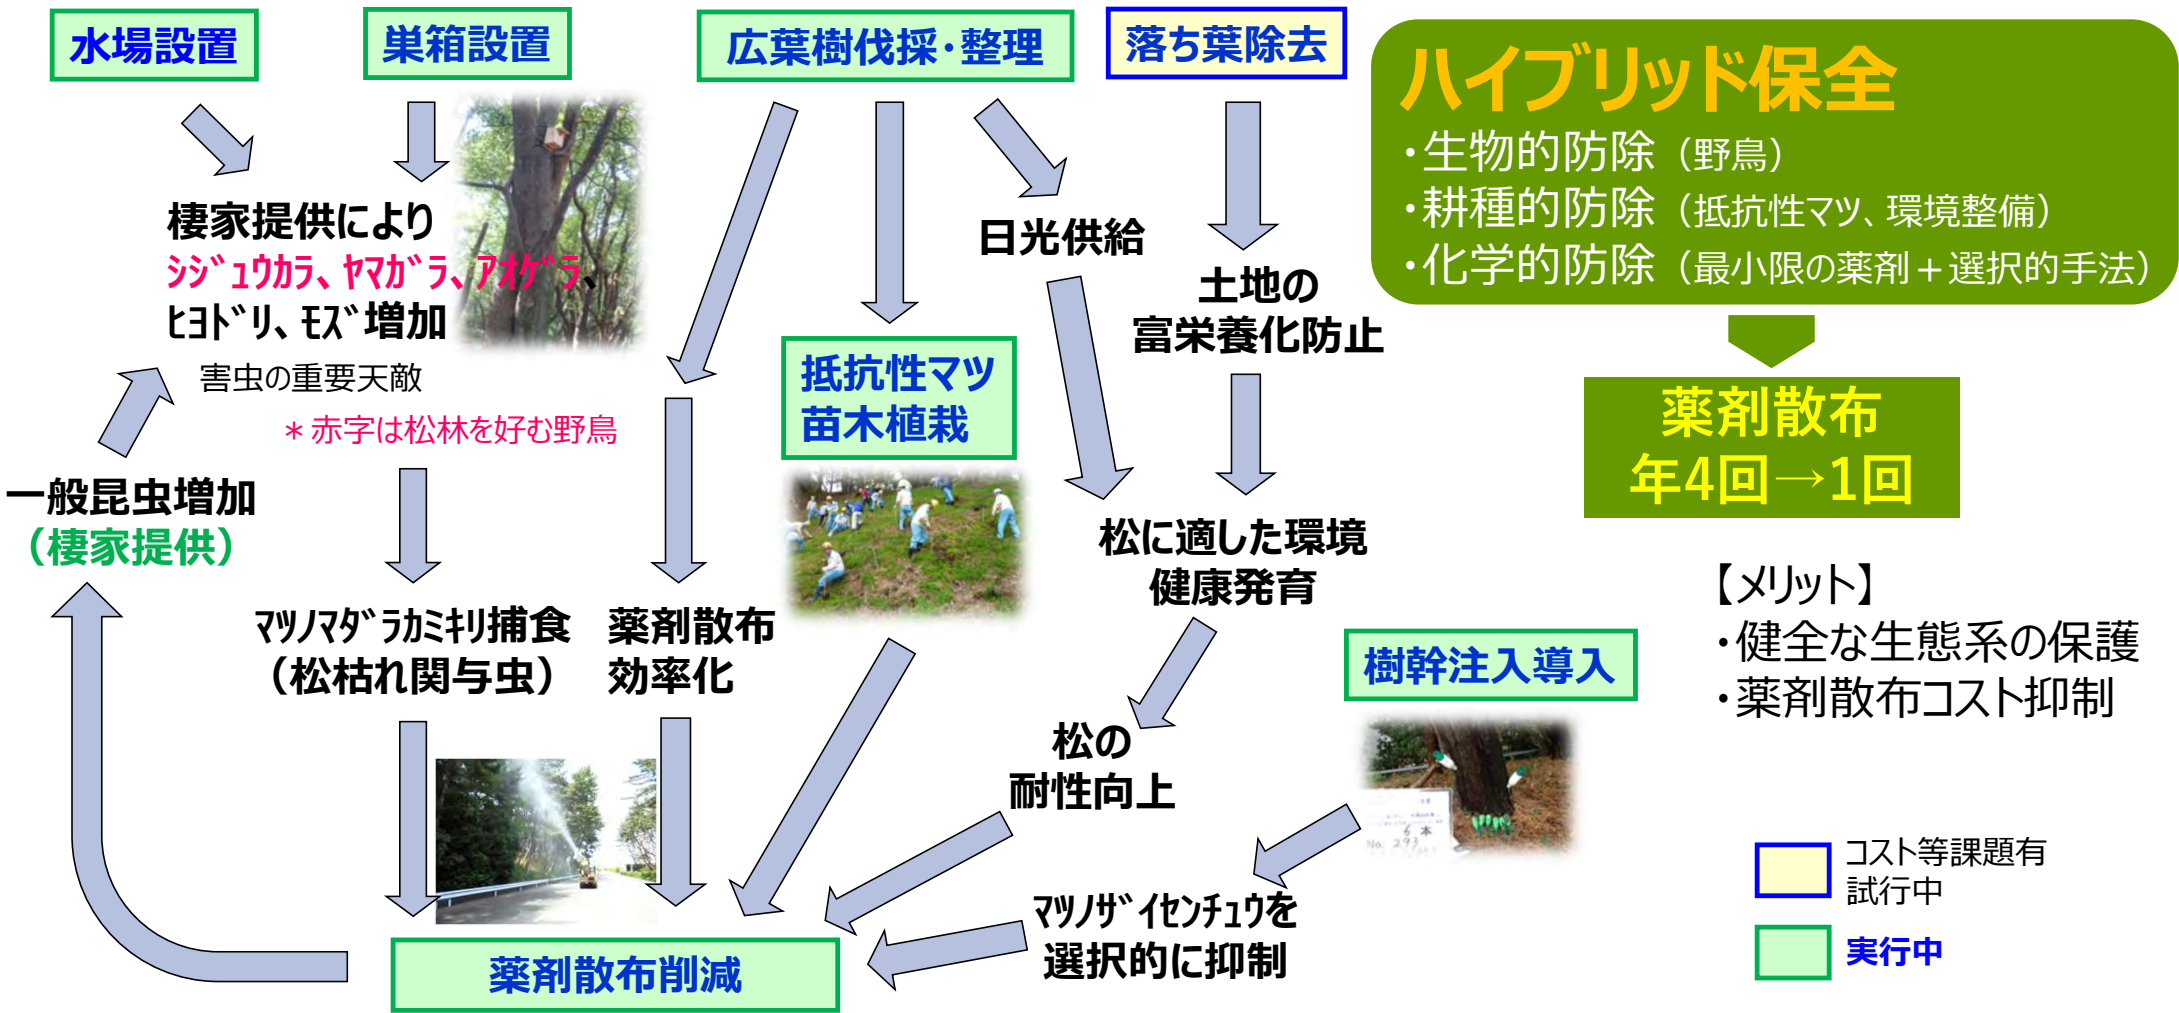 水場設置
巣箱設置
広葉樹伐採・整理
落ち葉除去
ハイブリッド保全
・生物的防除（野鳥）
・耕種的防除（抵抗性マツ、環境整備）
・化学的防除（最小限の薬剤＋選択的手法）
棲家提供により
ｼｼﾞｭｳｶﾗ、ﾔﾏｶﾞﾗ、ｱｵｹﾞﾗ、
ﾋﾖﾄﾞﾘ、ﾓｽﾞ増加
害虫の重要天敵
＊赤字は松林を好む野鳥
日光供給
土地の
富栄養化防止
抵抗性マツ
苗木植栽
薬剤散布
年4回→1回
一般昆虫増加
（棲家提供）
松に適した環境
健康発育
【メリット】
・健全な生態系の保護
・薬剤散布コスト抑制
ﾏﾂﾉﾏﾀﾞﾗｶﾐｷﾘ捕食
（松枯れ関与虫）
薬剤散布
効率化
樹幹注入導入
松の
耐性向上
6本
No. 293
ﾏﾂﾉｻﾞｲｾﾝﾁｭｳを
選択的に抑制
薬剤散布削減
コスト等課題有
試行中
実行中